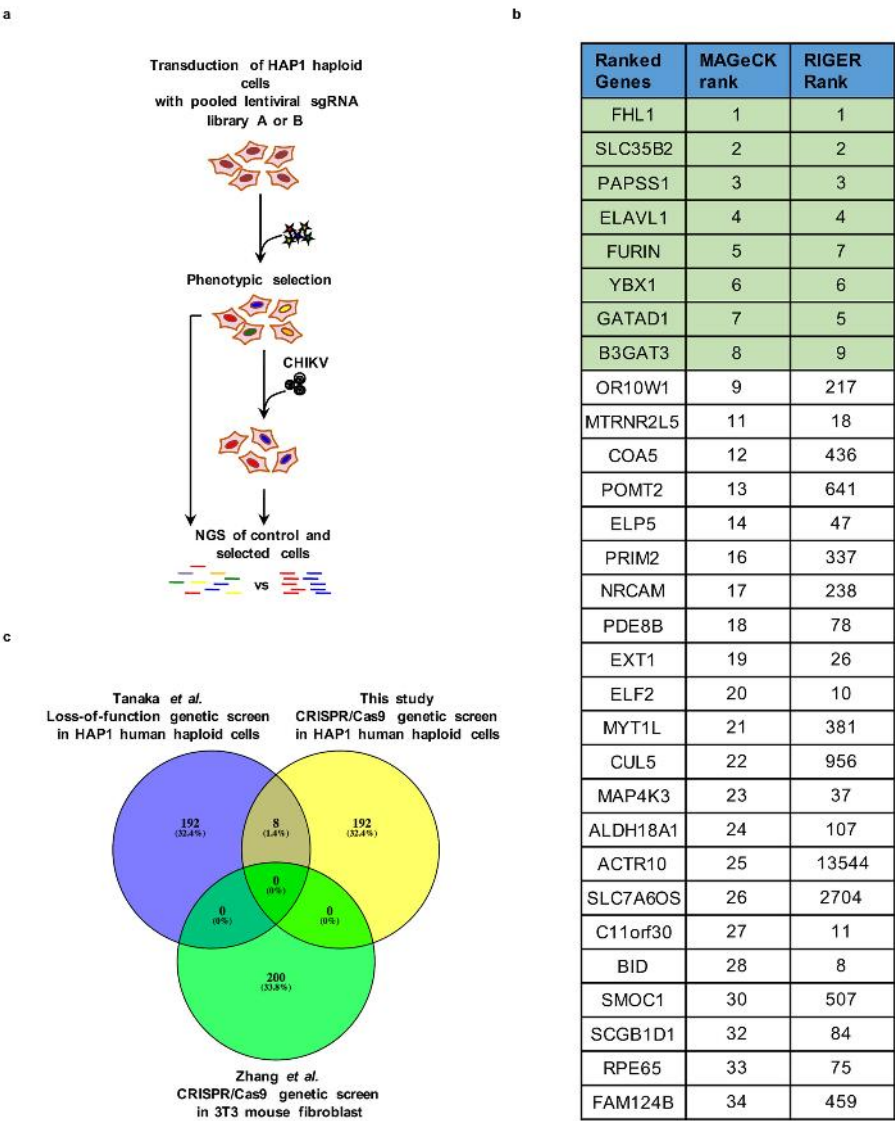 a
Transduction of HAP1 haploid
cells
with pooled lentiviral sgRNA
library A or B
Phenotypic selection
CHIKV
NGS of control and
selected cells
vs
b
Ranked Genes MAGeCK rank RIGER Rank
FHL1 1 1
SLC35B2 2 2
PAPSS1 3 3
ELAVL1 4 4
FURIN 5 7
YBX1 6 6
GATAD1 7 5
B3GAT3 8 9
OR10W1 9 217
MTRNR2L5 11 18
COA5 12 436
POMT2 13 641
ELP5 14 47
PRIM2 16 337
NRCAM 17 238
PDE8B 18 78
EXT1 19 26
ELF2 20 10
MYT1L 21 381
CUL5 22 956
MAP4K3 23 37
ALDH18A1 24 107
ACTR10 25 13544
SLC7A6OS 26 2704
C11orf30 27 11
BID 28 8
SMOC1 30 507
SCGB1D1 32 84
RPE65 33 75
FAM124B 34 459
c
Tanaka et al.
Loss-of-function genetic screen
in HAP1 human haploid cells
This study
CRISPR/Cas9 genetic screen
in HAP1 human haploid cells
192
(32.4%)
8
(1.4%)
192
(32.4%)
0
(0%)
0
(0%)
0
(0%)
200
(33.8%)
Zhang et al.
CRISPR/Cas9 genetic screen
in 3T3 mouse fibroblast